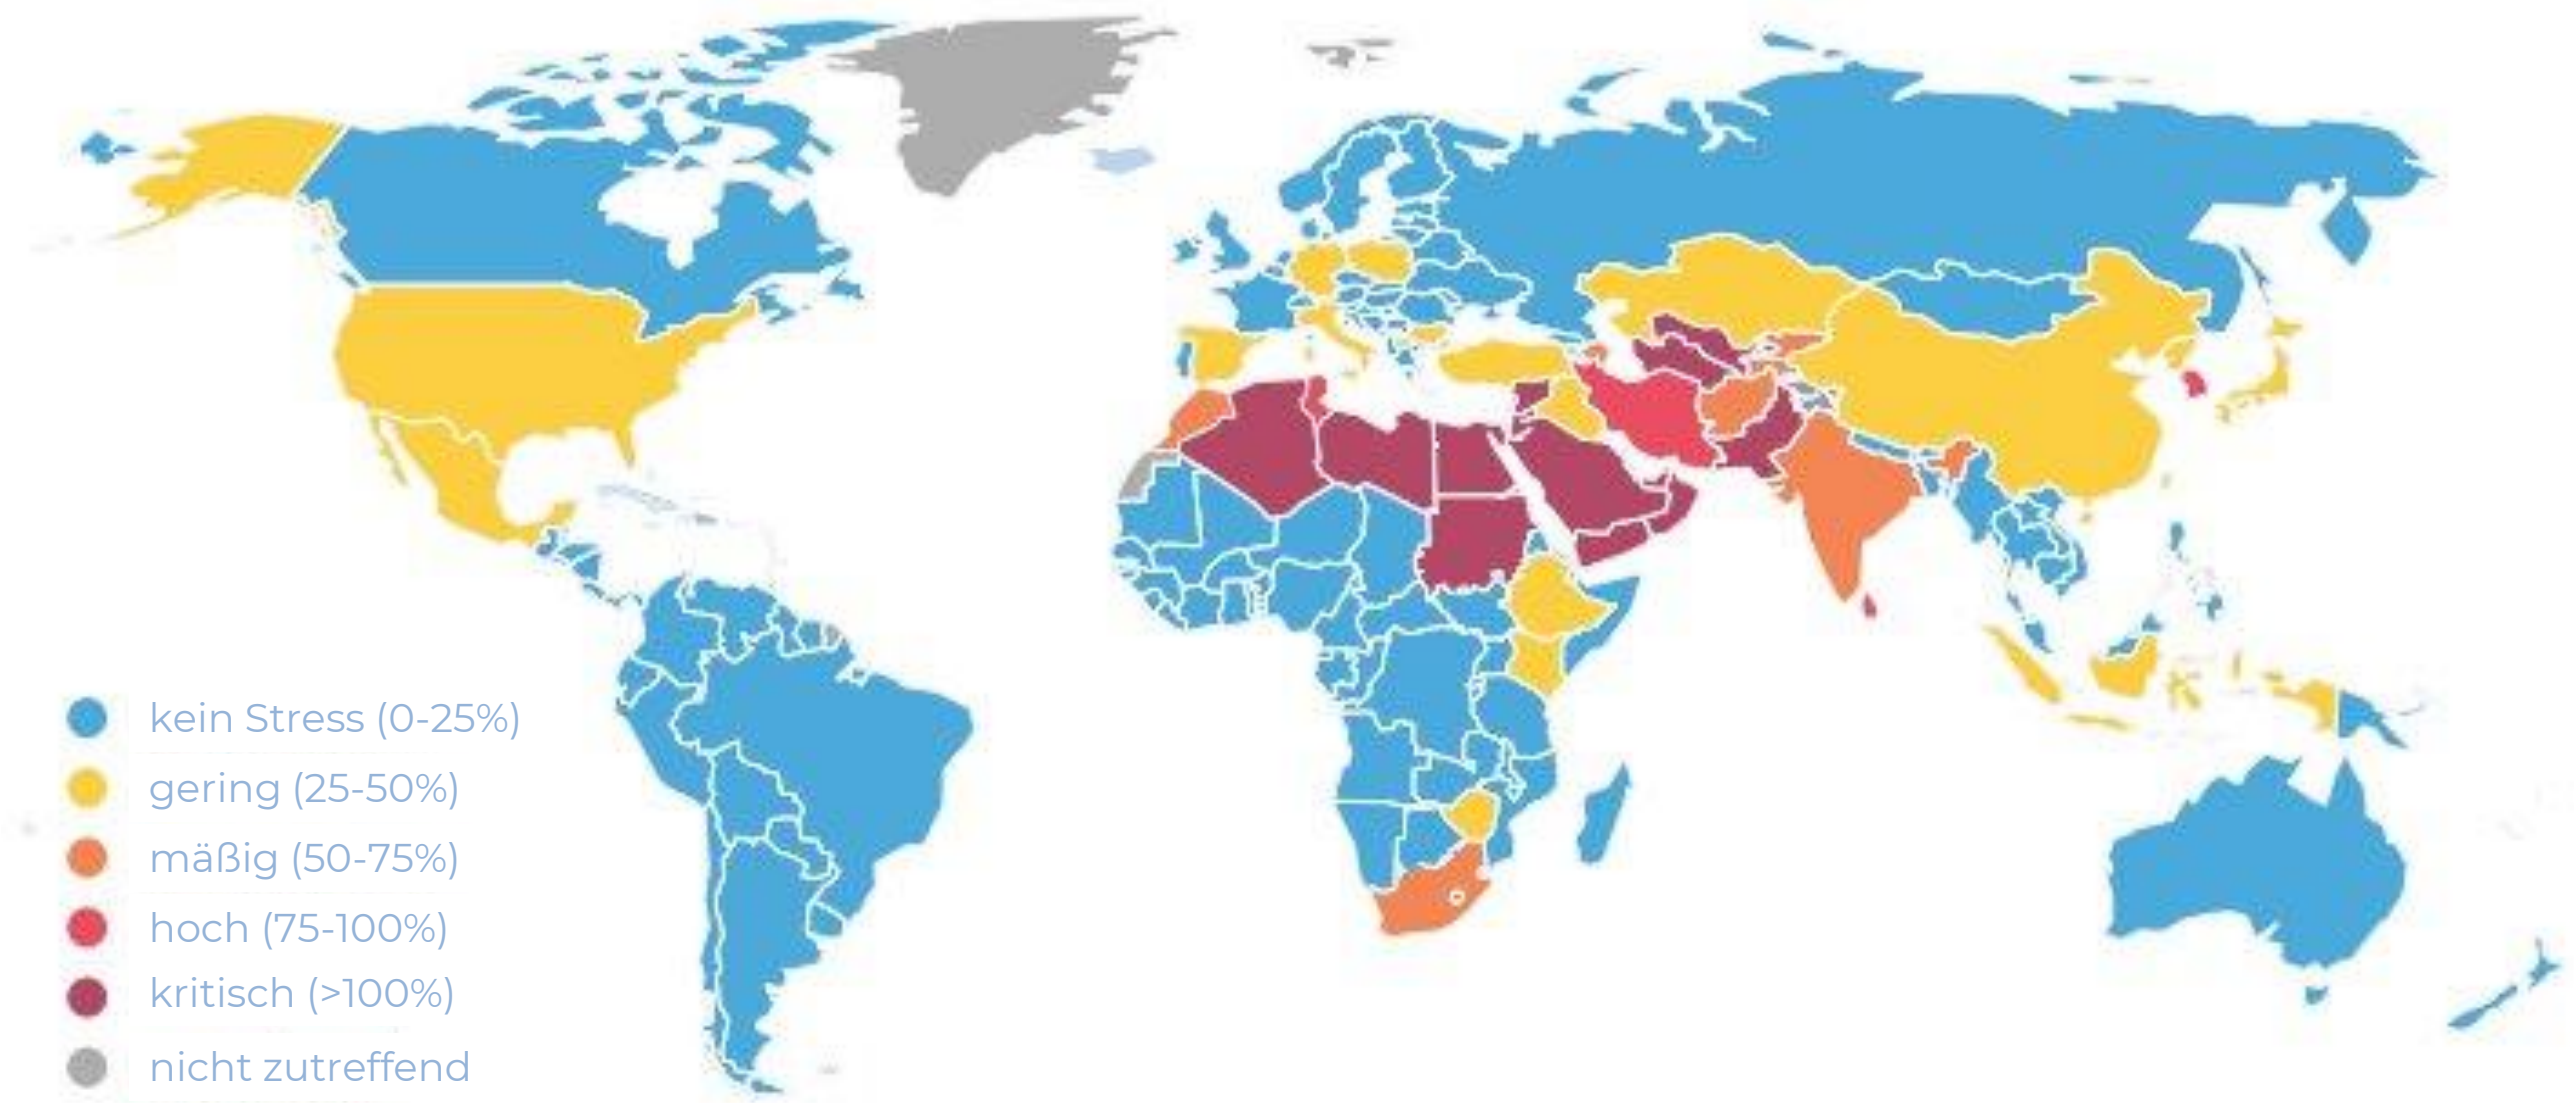 kein Stress (0-25%)
gering (25-50%)
mäßig (50-75%)
hoch (75-100%)
kritisch (>100%)
nicht zutreffend